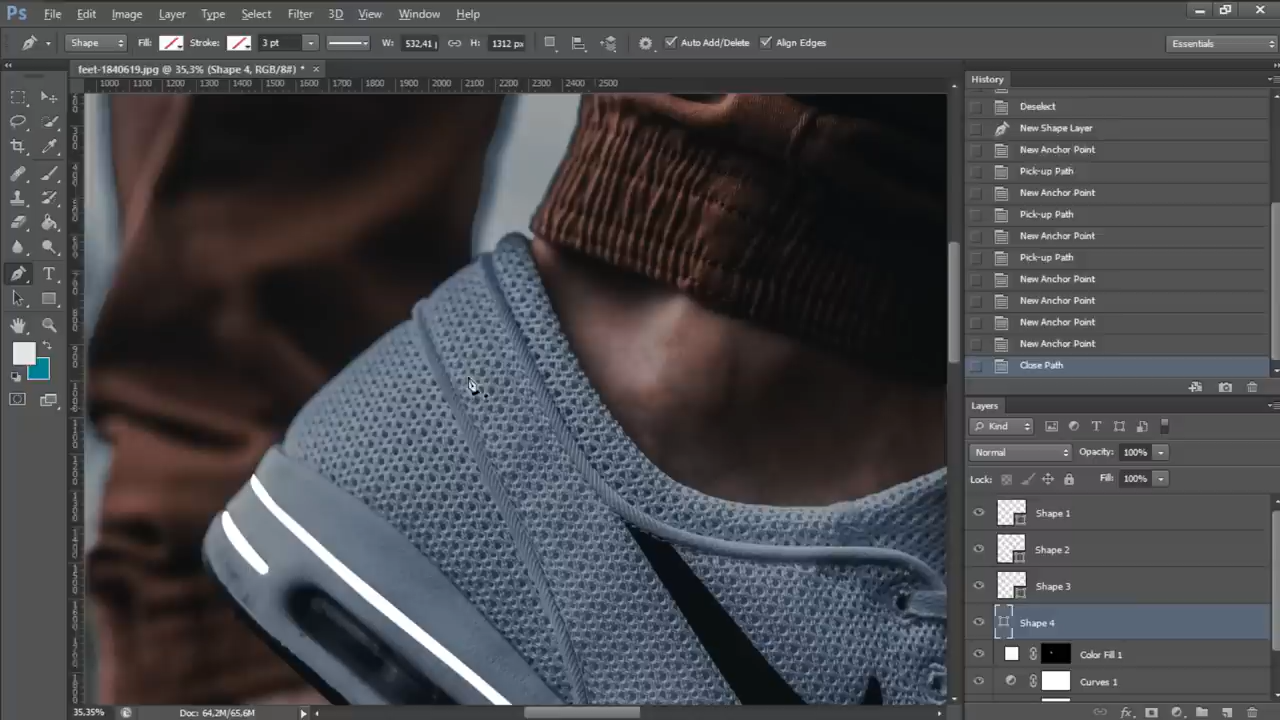 Ps File Edit Image Layer Type Select Filter 3D View Window Help
Shape Fill: Stroke: 3 pt W: 532,41 H: 1312 px Auto Add/Delete Align Edges Essentials
feet-1840619.jpg @ 35,3% (Shape 4, RGB/8#) * ×
1000 1100 1200 1300 1400 1500 1600 1700 1800 1900 2000 2100 2200 2300 2400 2500
History
Deselect
New Shape Layer
New Anchor Point
Pick-up Path
New Anchor Point
Pick-up Path
New Anchor Point
Pick-up Path
New Anchor Point
New Anchor Point
New Anchor Point
New Anchor Point
Close Path
Layers
Kind
Normal Opacity: 100%
Lock: Fill: 100%
Shape 1
Shape 2
Shape 3
Shape 4
Color Fill 1
Curves 1
35,35% Doc: 64,2M/65,6M